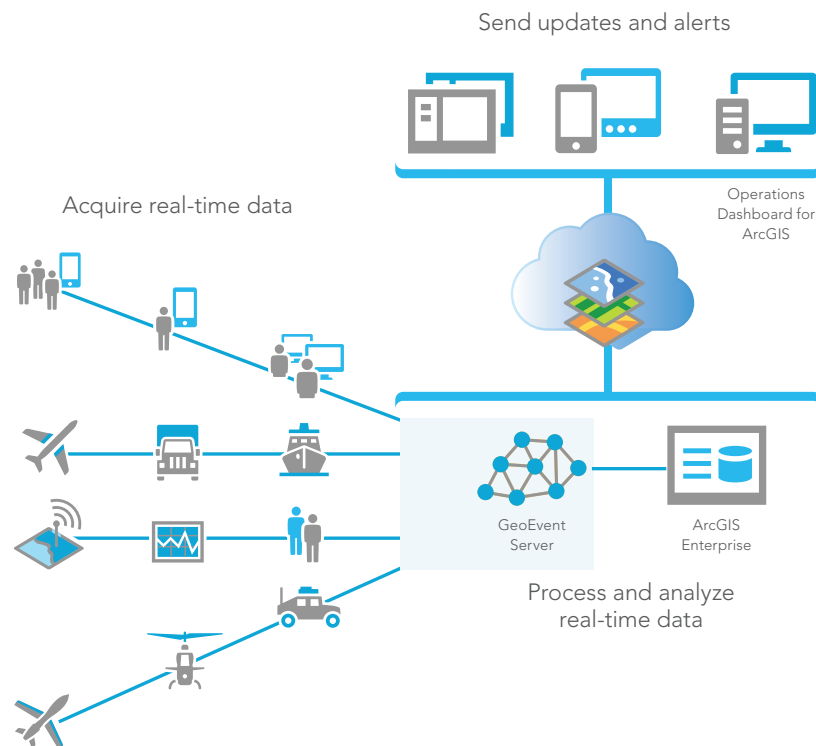 Send updates and alerts
Operations
Dashboard for
ArcGIS
Acquire real-time data
GeoEvent
Server
ArcGIS
Enterprise
Process and analyze
real-time data